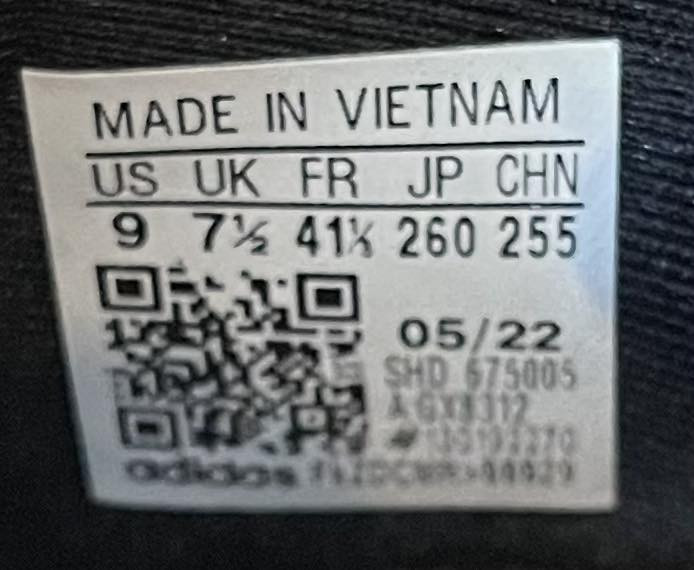 MADE IN VIETNAM
US UK FR JP CHN
9 7½ 41⅓ 260 255
05/22
SHD 675005
adidas